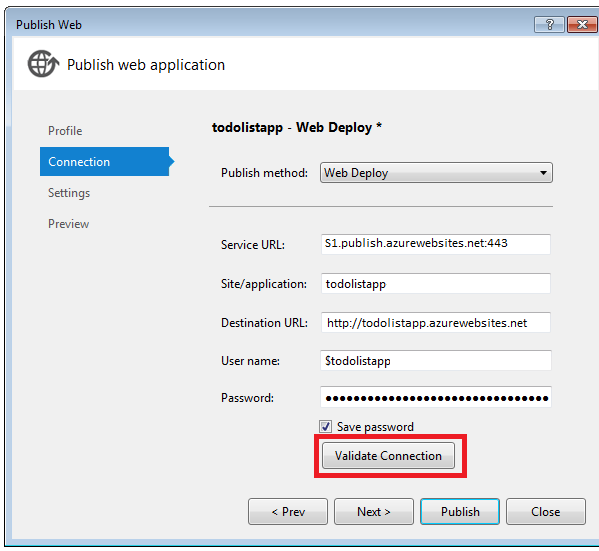 Publish Web
Publish web application
Profile
Connection
Settings
Preview
todolistapp - Web Deploy *
Publish method: Web Deploy
Service URL: S1.publish.azurewebsites.net:443
Site/application: todolistapp
Destination URL: http://todolistapp.azurewebsites.net
User name: $todolistapp
Password: ●●●●●●●●●●●●●●●●●●●●●●●●●●●●●●●●
Save password
Validate Connection
< Prev Next > Publish Close